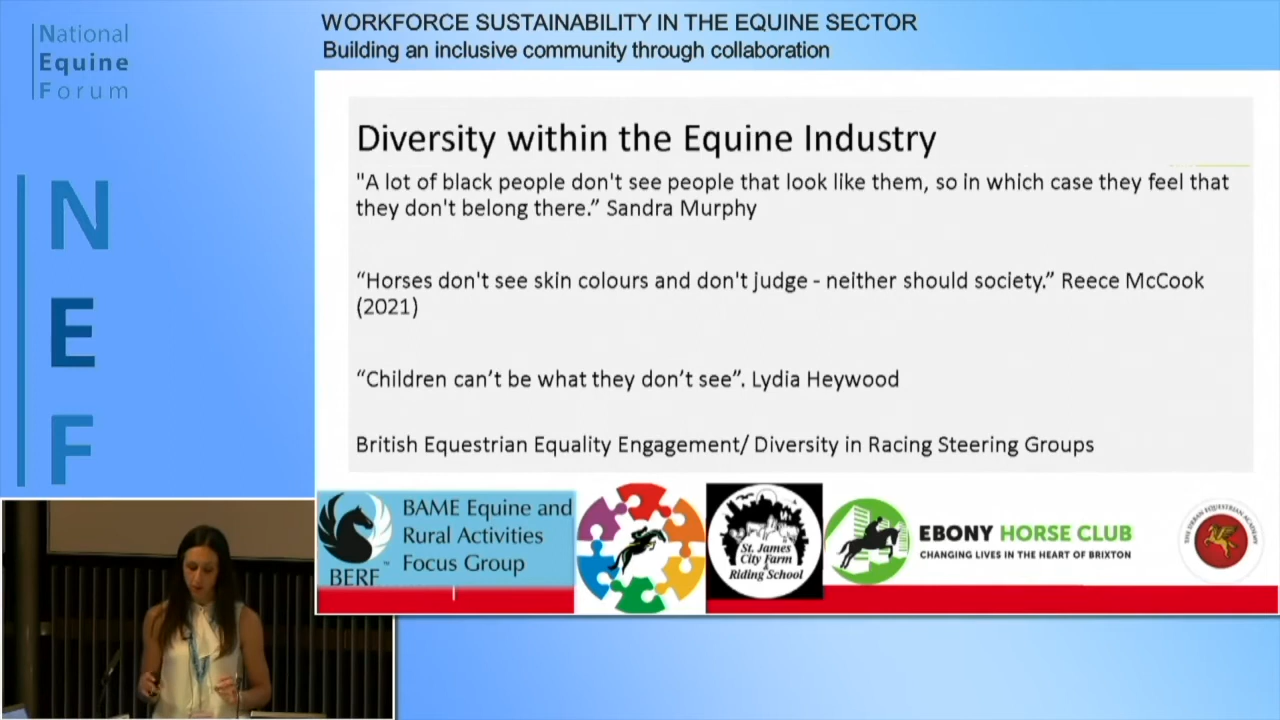 National
Equine
Forum
WORKFORCE SUSTAINABILITY IN THE EQUINE SECTOR
Building an inclusive community through collaboration
N
E
F
Diversity within the Equine Industry
"A lot of black people don't see people that look like them, so in which case they feel that
they don't belong there.” Sandra Murphy
“Horses don't see skin colours and don't judge - neither should society.” Reece McCook
(2021)
“Children can’t be what they don’t see”. Lydia Heywood
British Equestrian Equality Engagement/ Diversity in Racing Steering Groups
BERF™
BAME Equine and
Rural Activities
Focus Group
St. James
City Farm
&
Riding School
EBONY HORSE CLUB
CHANGING LIVES IN THE HEART OF BRIXTON
THE URBAN EQUESTRIAN ACADEMY